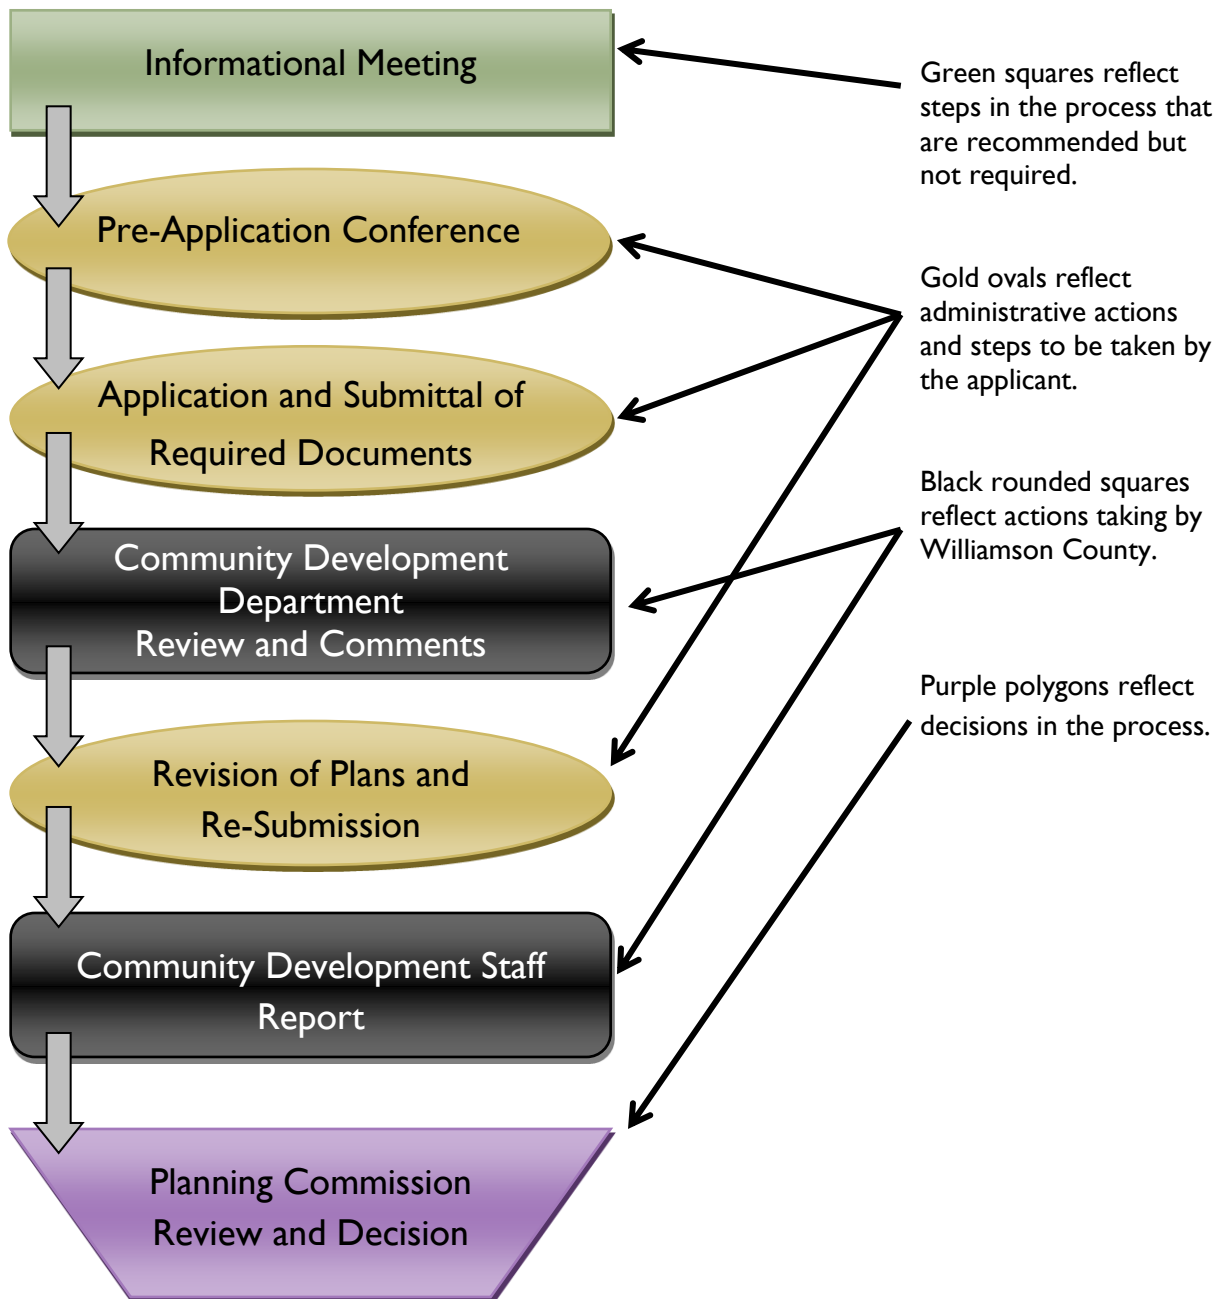 Informational Meeting
Pre-Application Conference
Application and Submittal of
Required Documents
Community Development
Department
Review and Comments
Revision of Plans and
Re-Submission
Community Development Staff
Report
Planning Commission
Review and Decision
Green squares reflect
steps in the process that
are recommended but
not required.
Gold ovals reflect
administrative actions
and steps to be taken by
the applicant.
Black rounded squares
reflect actions taking by
Williamson County.
Purple polygons reflect
decisions in the process.